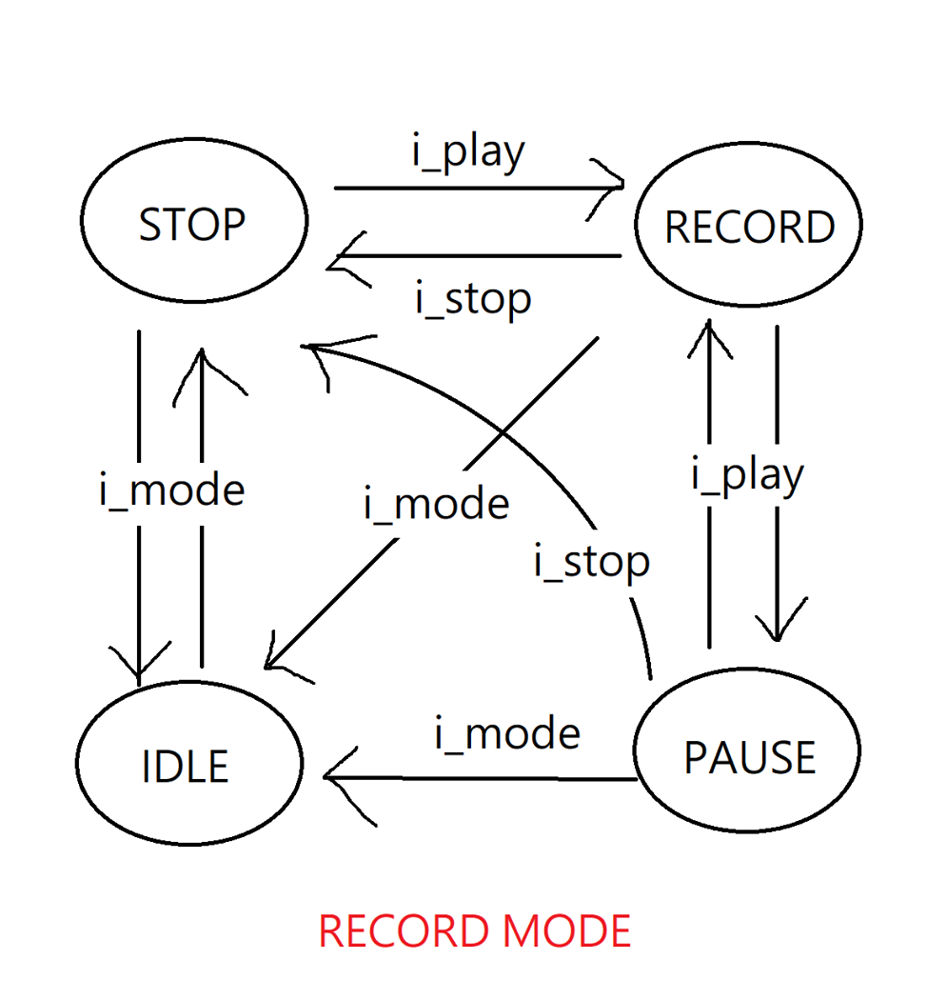 i_play
STOP
RECORD
i_stop
i_mode
i_mode
i_play
i_stop
i_mode
IDLE
PAUSE
RECORD MODE